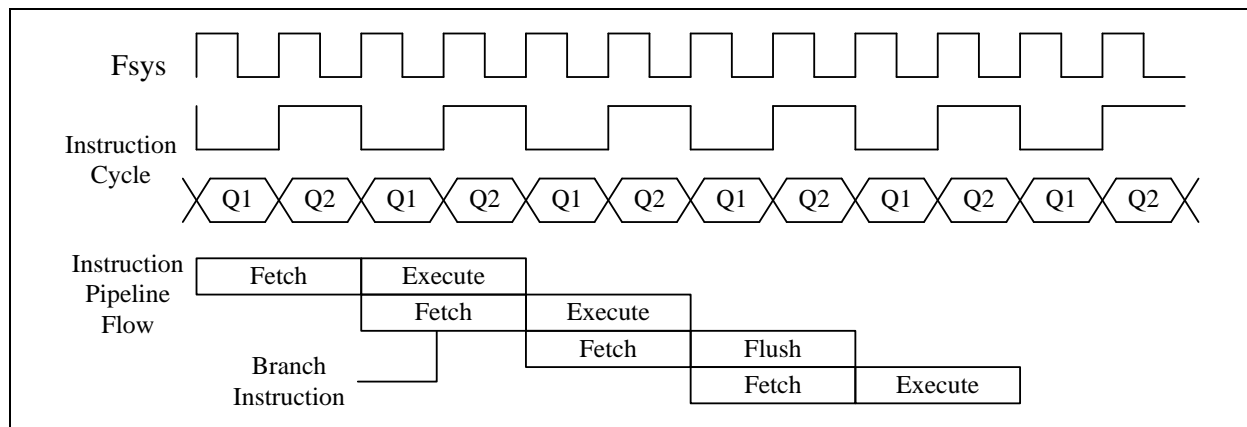 Fsys
Instruction
Cycle
Q1 Q2 Q1 Q2 Q1 Q2 Q1 Q2 Q1 Q2 Q1 Q2
Instruction
Pipeline
Flow
Fetch Execute
Fetch Execute
Fetch Flush
Fetch Execute
Branch
Instruction